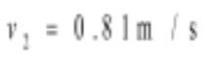 v₂ = 0.81m / s